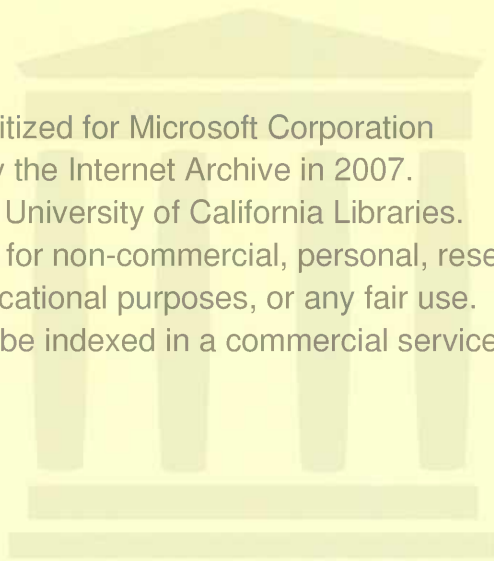 itized for Microsoft Corporation
y the Internet Archive in 2007.
University of California Libraries.
for non-commercial, personal, rese
cational purposes, or any fair use.
be indexed in a commercial service